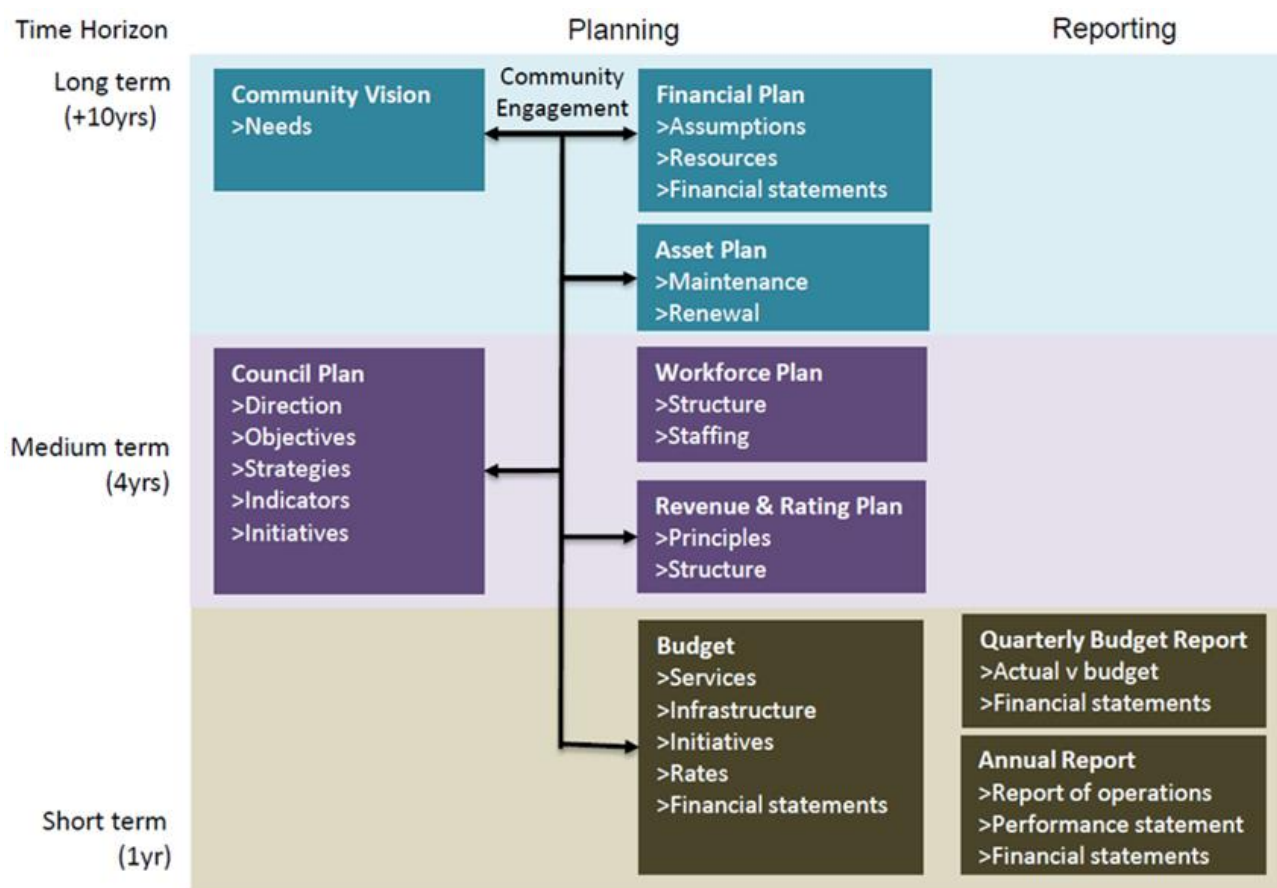 Time Horizon
Planning
Reporting
Long term
(+10yrs)
Community Vision
>Needs
Community
Engagement
Financial Plan
>Assumptions
>Resources
>Financial statements
Asset Plan
>Maintenance
>Renewal
Medium term
(4yrs)
Council Plan
>Direction
>Objectives
>Strategies
>Indicators
>Initiatives
Workforce Plan
>Structure
>Staffing
Revenue & Rating Plan
>Principles
>Structure
Short term
(1yr)
Budget
>Services
>Infrastructure
>Initiatives
>Rates
>Financial statements
Quarterly Budget Report
>Actual v budget
>Financial statements
Annual Report
>Report of operations
>Performance statement
>Financial statements